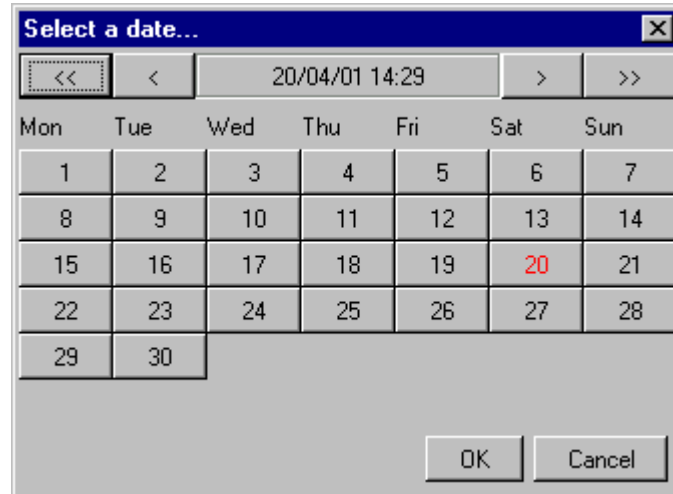 Select a date...
<< < 20/04/01 14:29 > >>
Mon Tue Wed Thu Fri Sat Sun
1 2 3 4 5 6 7
8 9 10 11 12 13 14
15 16 17 18 19 20 21
22 23 24 25 26 27 28
29 30
OK Cancel